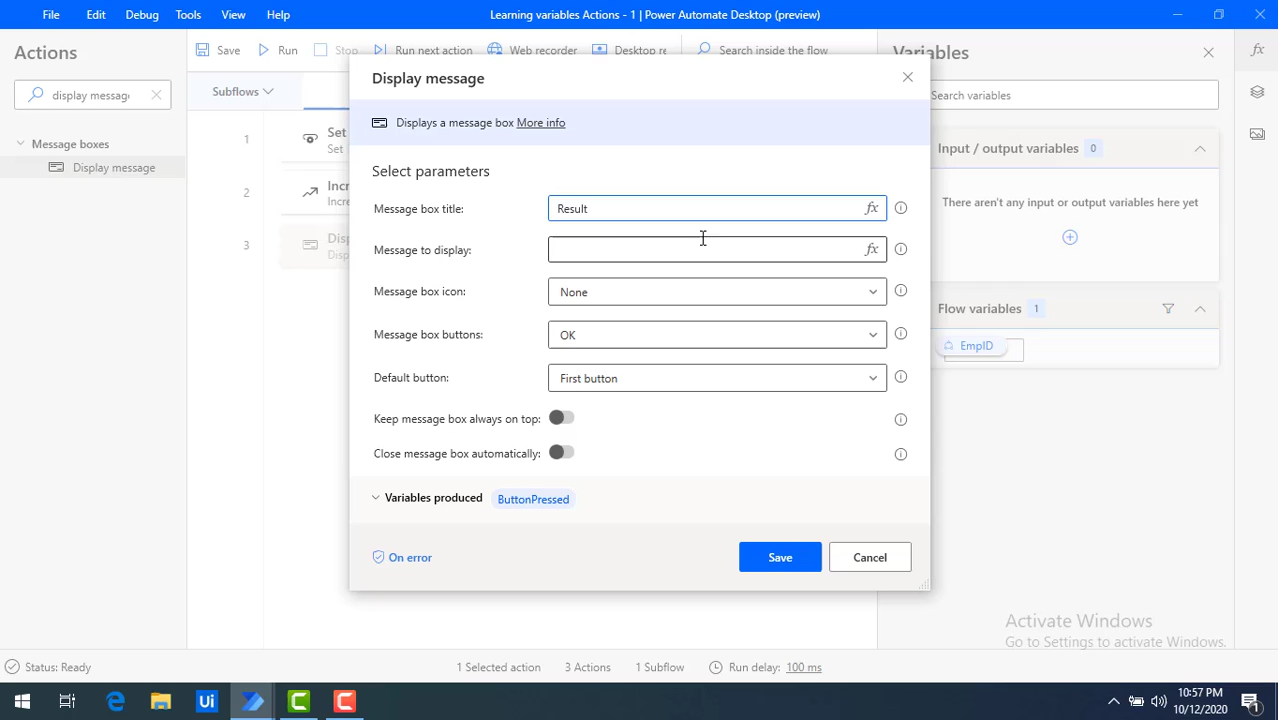 File Edit Debug Tools View Help Learning variables Actions - 1 | Power Automate Desktop (preview)
Actions
Save Run Stop Run next action Web recorder Desktop re Search inside the flow
Variables
display messag
Subflows
Search variables
Message boxes
Display message
1 Set
Set
2 Incr
Incre
3 Disp
Displ
Display message
Displays a message box More info
Select parameters
Message box title: Result fx
Message to display: fx
Message box icon: None
Message box buttons: OK
Default button: First button
Keep message box always on top:
Close message box automatically:
Variables produced ButtonPressed
On error Save Cancel
Input / output variables 0
There aren't any input or output variables here yet
Flow variables 1
EmpID
fx
Activate Windows
Go to Settings to activate Windows.
Status: Ready 1 Selected action 3 Actions 1 Subflow Run delay: 100 ms
Ui
10:57 PM
10/12/2020
1